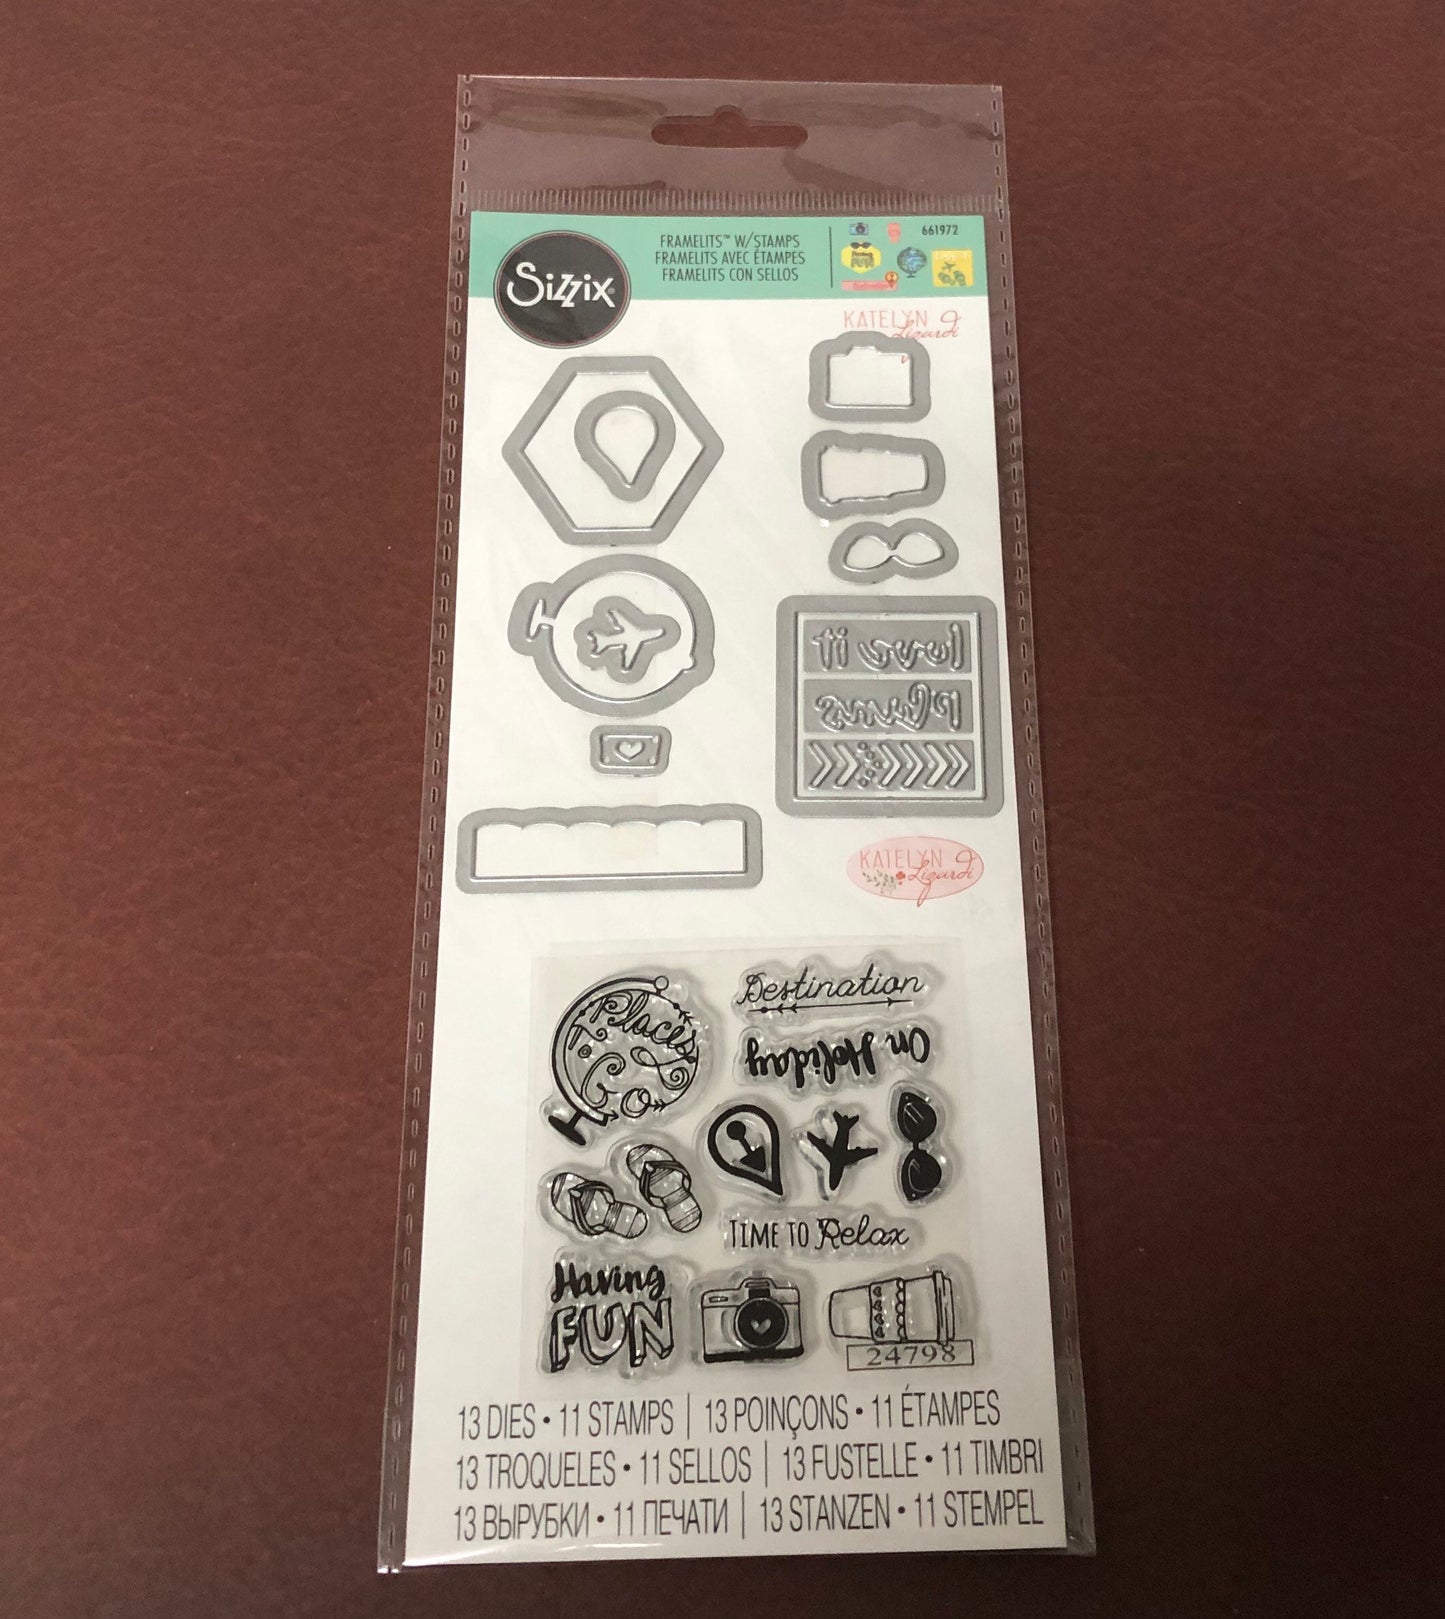 Sizzix
FRAMELITS™ W/STAMPS
FRAMELITS AVEC ÉTAMPES
FRAMELITS CON SELLOS
661972
KATELYN
Lizardi
love it
always
KATELYN
Lizardi
Places
To
Go
Destination
On Holiday
TIME TO Relax
Having
FUN
24798
13 DIES • 11 STAMPS | 13 POINÇONS • 11 ÉTAMPES
13 TROQUELES • 11 SELLOS | 13 FUSTELLE • 11 TIMBRI
13 ВЫРУБКИ • 11 ПЕЧАТИ | 13 STANZEN • 11 STEMPEL